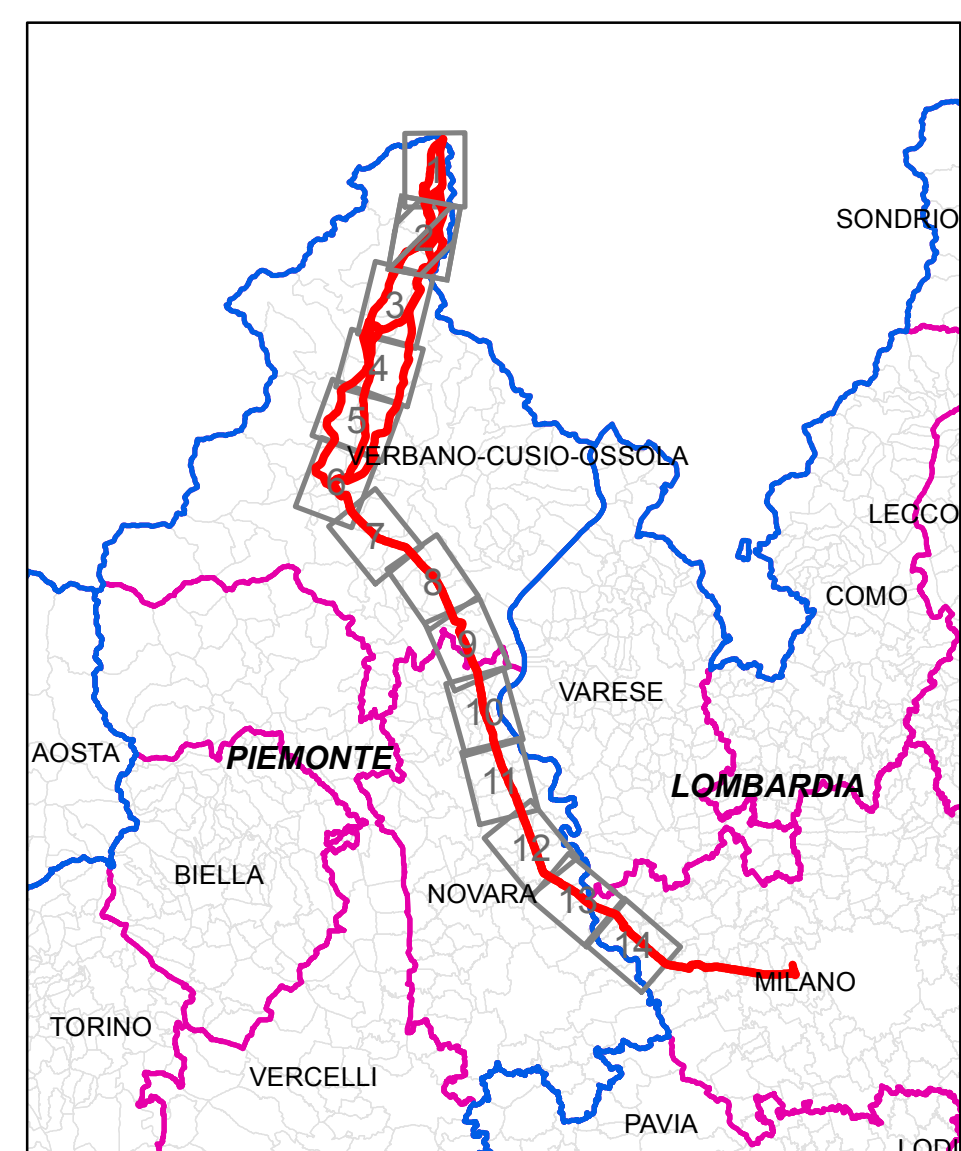 1
SONDRIO
2
3
4
5
VERBANO-CUSIO-OSSOLA
6
LECCO
7
8
COMO
9
VARESE
10
AOSTA
PIEMONTE
11
LOMBARDIA
12
BIELLA
NOVARA
13
14
MILANO
TORINO
VERCELLI
PAVIA
LODI